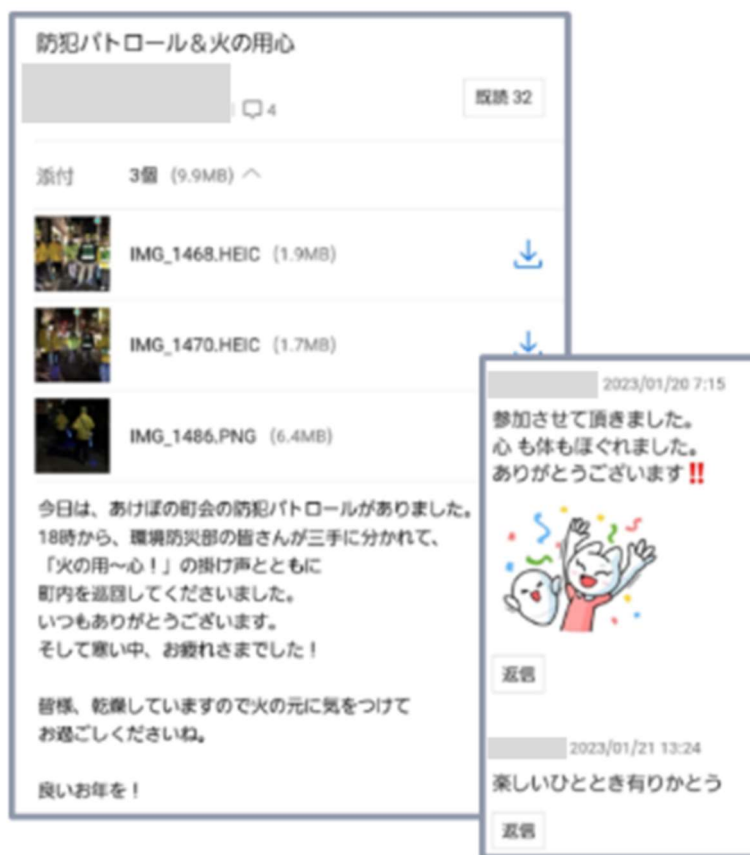 防犯パトロール＆火の用心
4
既読 32
添付 3個 (9.9MB)
IMG_1468.HEIC (1.9MB)
IMG_1470.HEIC (1.7MB)
IMG_1486.PNG (6.4MB)
今日は、あけぼの町会の防犯パトロールがありました。
18時から、環境防災部の皆さんが三手に分かれて、
「火の用～心！」の掛け声とともに
町内を巡回してくださいました。
いつもありがとうございます。
そして寒い中、お疲れさまでした！
皆様、乾燥していますので火の元に気をつけて
お過ごしくださいね。
良いお年を！
2023/01/20 7:15
参加させて頂きました。
心 も体もほぐれました。
ありがとうございます‼
返信
2023/01/21 13:24
楽しいひととき有りかとう
返信